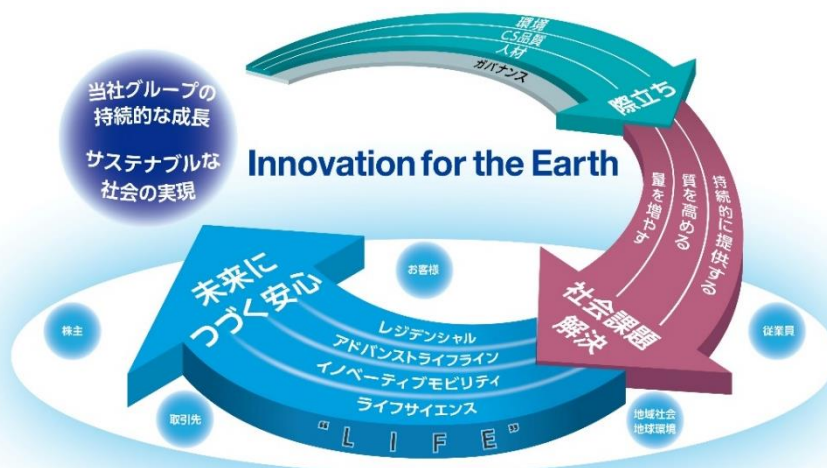 環境
CS品質
人材
ガバナンス
際立ち
当社グループの
持続的な成長
サステナブルな
社会の実現
Innovation for the Earth
持続的に提供する
質を高める
量を増やす
社会課題
解決
未来に
つづく安心
お客様
株主
従業員
取引先
地域社会
地球環境
レジデンシャル
アドバンストライフライン
イノベーティブモビリティ
ライフサイエンス
"LIFE"